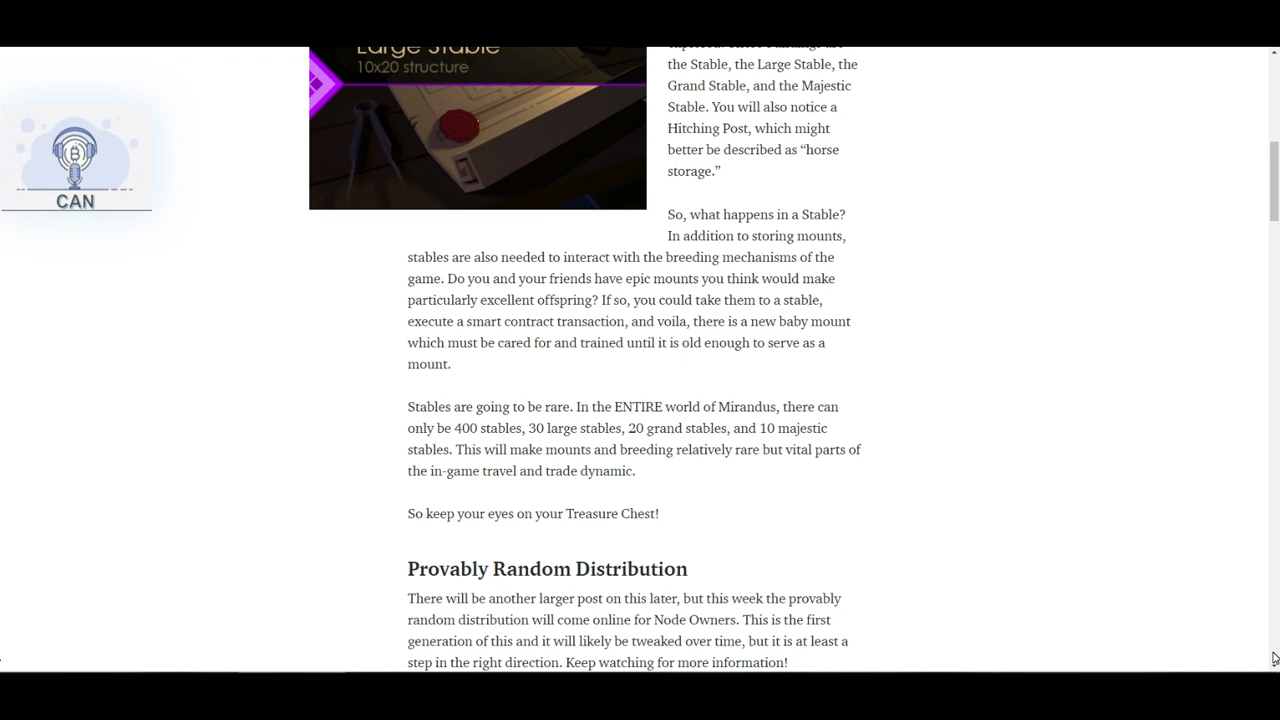 Large Stable
10x20 structure
CAN
the Stable, the Large Stable, the
Grand Stable, and the Majestic
Stable. You will also notice a
Hitching Post, which might
better be described as “horse
storage.”
So, what happens in a Stable?
In addition to storing mounts,
stables are also needed to interact with the breeding mechanisms of the
game. Do you and your friends have epic mounts you think would make
particularly excellent offspring? If so, you could take them to a stable,
execute a smart contract transaction, and voila, there is a new baby mount
which must be cared for and trained until it is old enough to serve as a
mount.
Stables are going to be rare. In the ENTIRE world of Mirandus, there can
only be 400 stables, 30 large stables, 20 grand stables, and 10 majestic
stables. This will make mounts and breeding relatively rare but vital parts of
the in-game travel and trade dynamic.
So keep your eyes on your Treasure Chest!
Provably Random Distribution
There will be another larger post on this later, but this week the provably
random distribution will come online for Node Owners. This is the first
generation of this and it will likely be tweaked over time, but it is at least a
step in the right direction. Keep watching for more information!